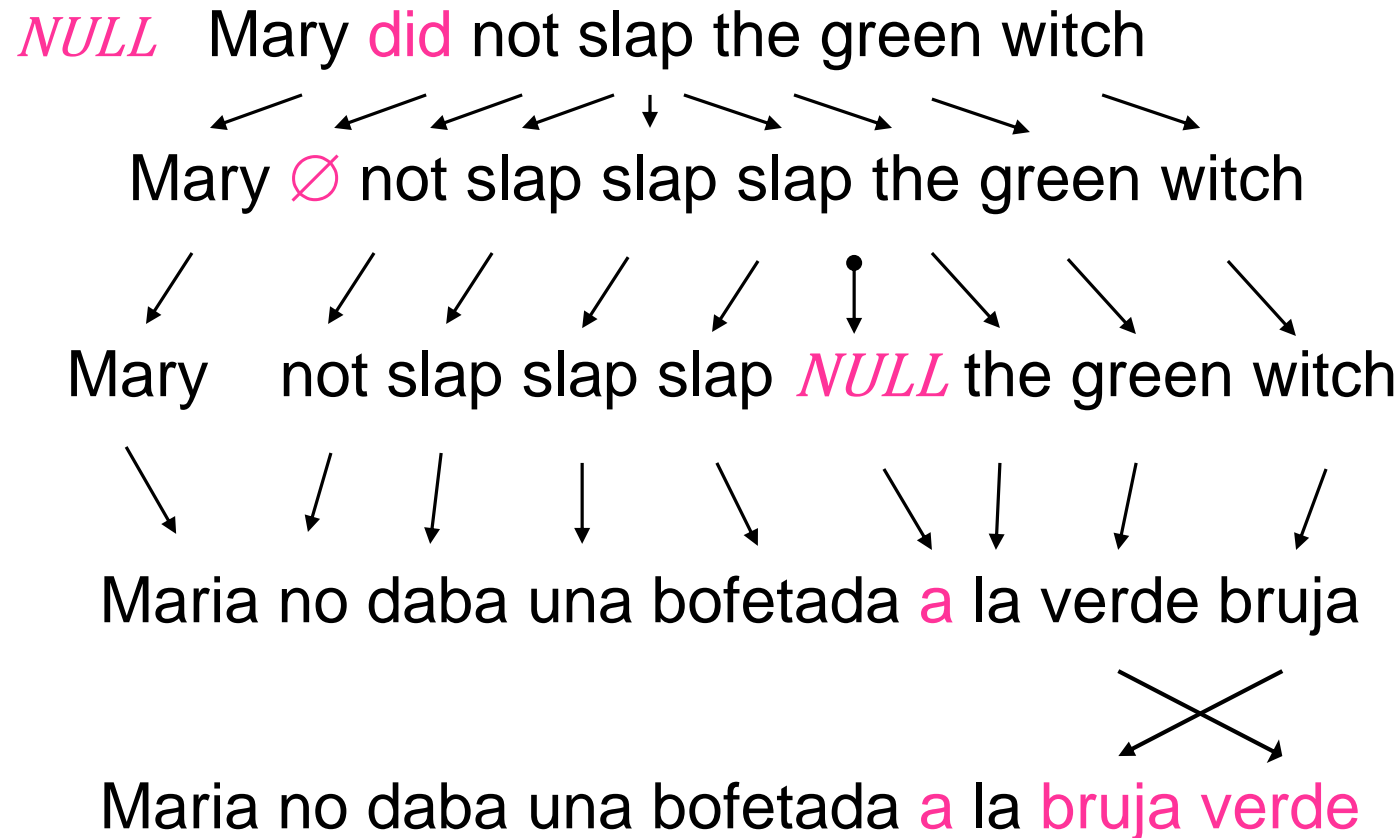 NULL Mary did not slap the green witch
Mary ∅ not slap slap slap the green witch
Mary not slap slap slap NULL the green witch
Maria no daba una bofetada a la verde bruja
Maria no daba una bofetada a la bruja verde